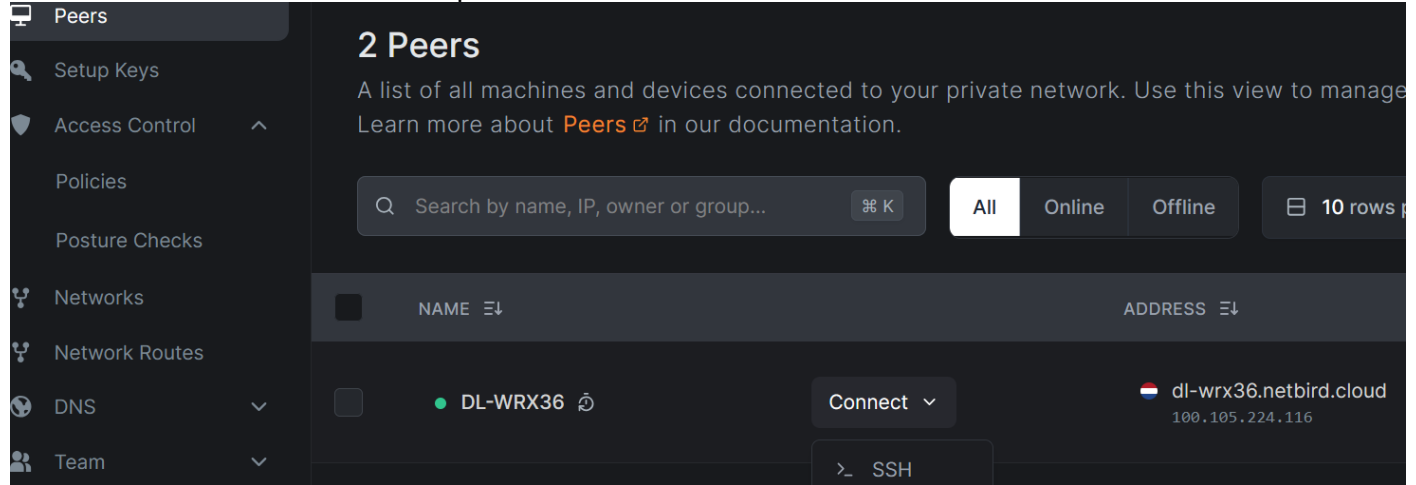 Peers
Setup Keys
Access Control
Policies
Posture Checks
Networks
Network Routes
DNS
Team
2 Peers
A list of all machines and devices connected to your private network. Use this view to manage
Learn more about Peers in our documentation.
Search by name, IP, owner or group...
⌘ K
All
Online
Offline
10 rows p
NAME
ADDRESS
DL-WRX36
Connect
dl-wrx36.netbird.cloud
100.105.224.116
>_ SSH